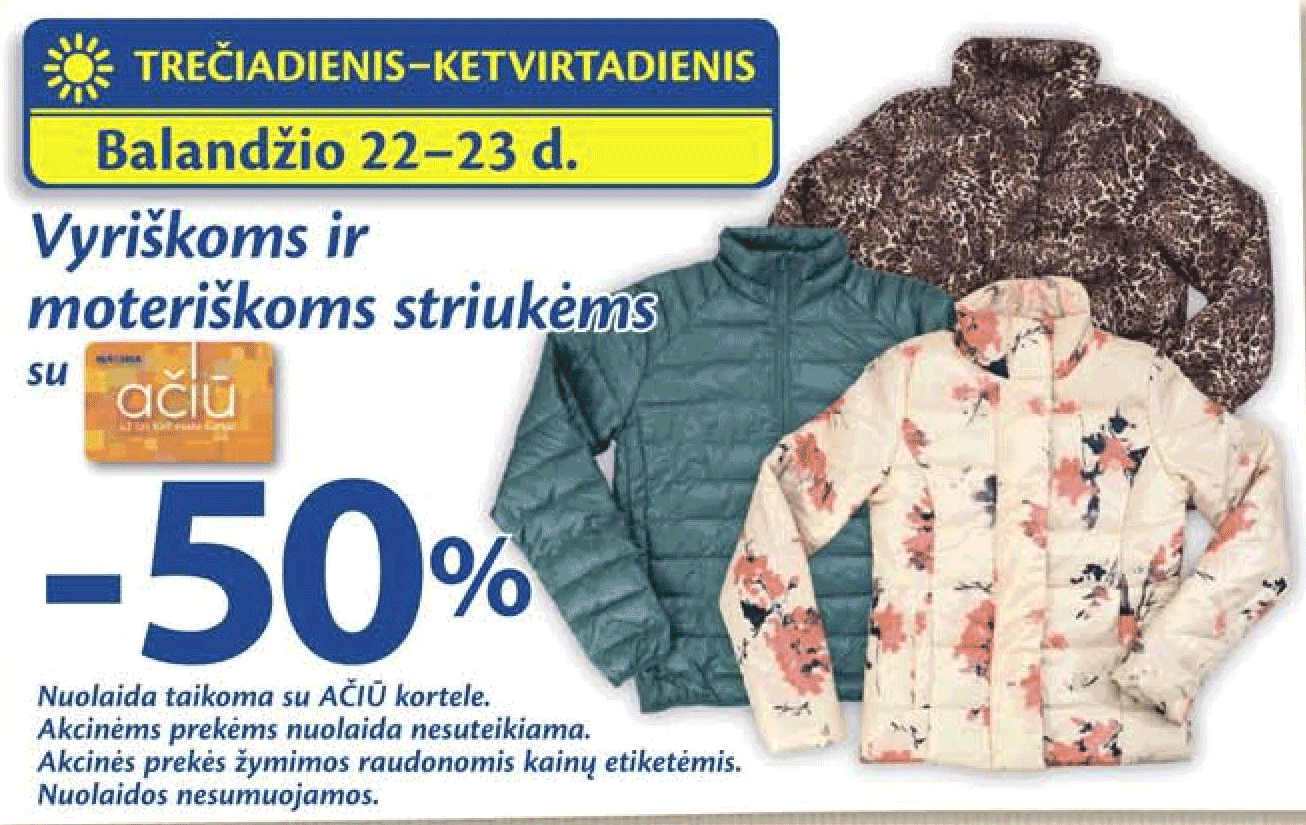 TREČIADIENIS–KETVIRTADIENIS
Balandžio 22–23 d.
Vyriškoms ir
moteriškoms striukėms
su
ačiū
-50%
Nuolaida taikoma su AČIŪ kortele.
Akcinėms prekėms nuolaida nesuteikiama.
Akcinės prekės žymimos raudonomis kainų etiketėmis.
Nuolaidos nesumuojamos.